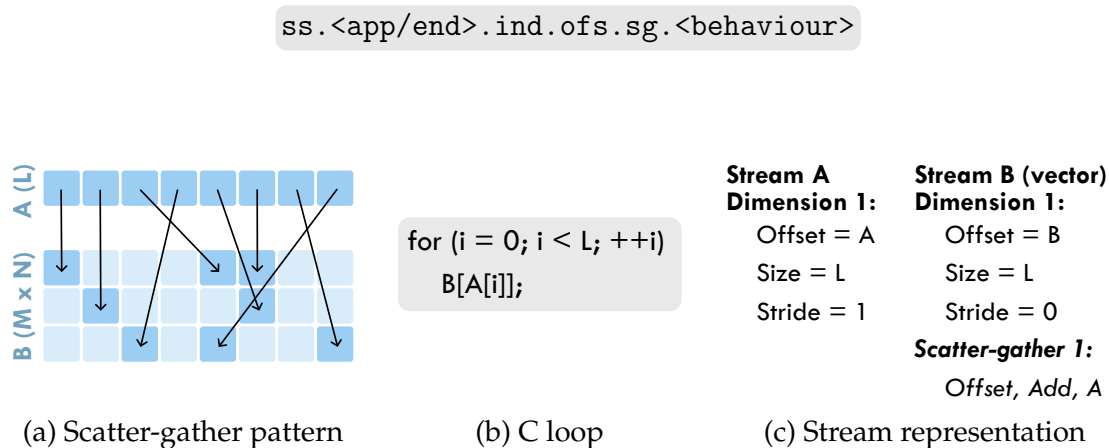 ss.<app/end>.ind.ofs.sg.<behaviour>
A (L)
B (M x N)
(a) Scatter-gather pattern
for (i = 0; i < L; ++i)
B[A[i]];
(b) C loop
Stream A
Dimension 1:
Offset = A
Size = L
Stride = 1
Stream B (vector)
Dimension 1:
Offset = B
Size = L
Stride = 0
Scatter-gather 1:
Offset, Add, A
(c) Stream representation